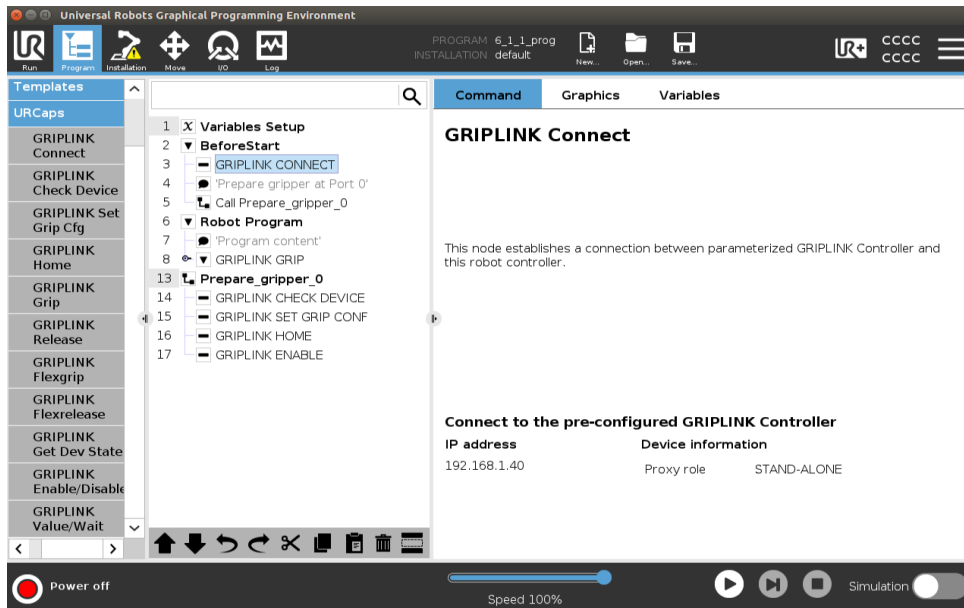 Universal Robots Graphical Programming Environment
Run
Program
Installation
Move
I/O
Log
PROGRAM 6_1_1_prog
INSTALLATION default
New...
Open...
Save...
UR+
CCCC
CCCC
Templates
URCaps
GRIPLINK
Connect
GRIPLINK
Check Device
GRIPLINK Set
Grip Cfg
GRIPLINK
Home
GRIPLINK
Grip
GRIPLINK
Release
GRIPLINK
Flexgrip
GRIPLINK
Flexrelease
GRIPLINK
Get Dev State
GRIPLINK
Enable/Disable
GRIPLINK
Value/Wait
1 X Variables Setup
2 BeforeStart
3 GRIPLINK CONNECT
4 'Prepare gripper at Port 0'
5 Call Prepare_gripper_0
6 Robot Program
7 'Program content'
8 GRIPLINK GRIP
13 Prepare_gripper_0
14 GRIPLINK CHECK DEVICE
15 GRIPLINK SET GRIP CONF
16 GRIPLINK HOME
17 GRIPLINK ENABLE
Command Graphics Variables
GRIPLINK Connect
This node establishes a connection between parameterized GRIPLINK Controller and
this robot controller.
Connect to the pre-configured GRIPLINK Controller
IP address Device information
192.168.1.40 Proxy role STAND-ALONE
Power off
Speed 100%
Simulation